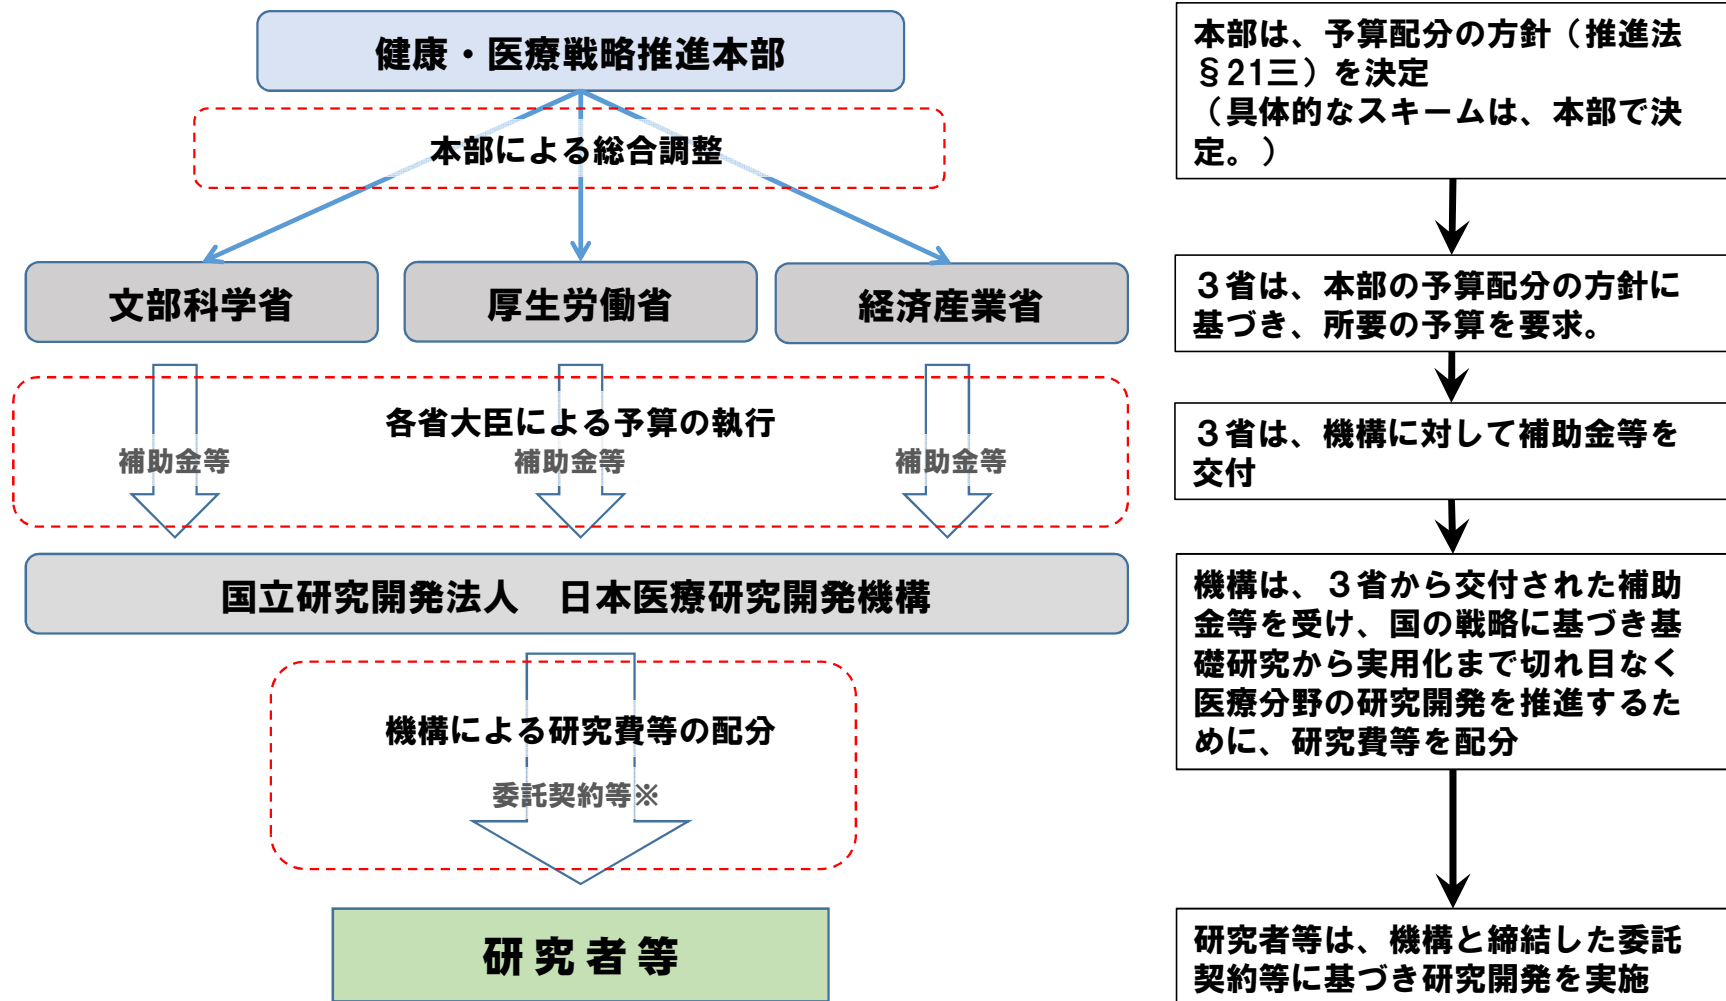 健康・医療戦略推進本部
本部による総合調整
文部科学省
厚生労働省
経済産業省
各省大臣による予算の執行
補助金等
補助金等
補助金等
国立研究開発法人　日本医療研究開発機構
機構による研究費等の配分
委託契約等※
研究者等
本部は、予算配分の方針（推進法
§21三）を決定
（具体的なスキームは、本部で決
定。）
３省は、本部の予算配分の方針に
基づき、所要の予算を要求。
３省は、機構に対して補助金等を
交付
機構は、３省から交付された補助
金等を受け、国の戦略に基づき基
礎研究から実用化まで切れ目なく
医療分野の研究開発を推進するた
めに、研究費等を配分
研究者等は、機構と締結した委託
契約等に基づき研究開発を実施